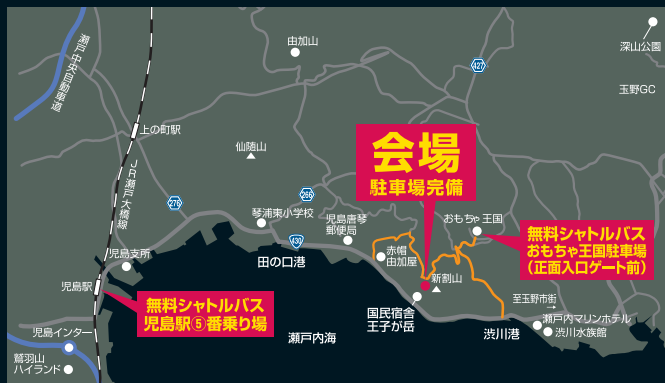 瀬戸中央自動車道
由加山
深山公園
427
玉野GC
上の町駅
仙随山
会場
駐車場完備
JR瀬戸大橋線
276
266
琴浦東小学校
児島唐琴
郵便局
おもちゃ王国
無料シャトルバス
おもちゃ王国駐車場
(正面入口ゲート前)
430
田の口港
赤帽
由加屋
新割山
児島支所
児島駅
無料シャトルバス
児島駅⑤番乗り場
国民宿舎
王子が岳
至玉野市街
渋川港
瀬戸内マリンホテル
渋川水族館
瀬戸内海
児島インター
鷲羽山
ハイランド